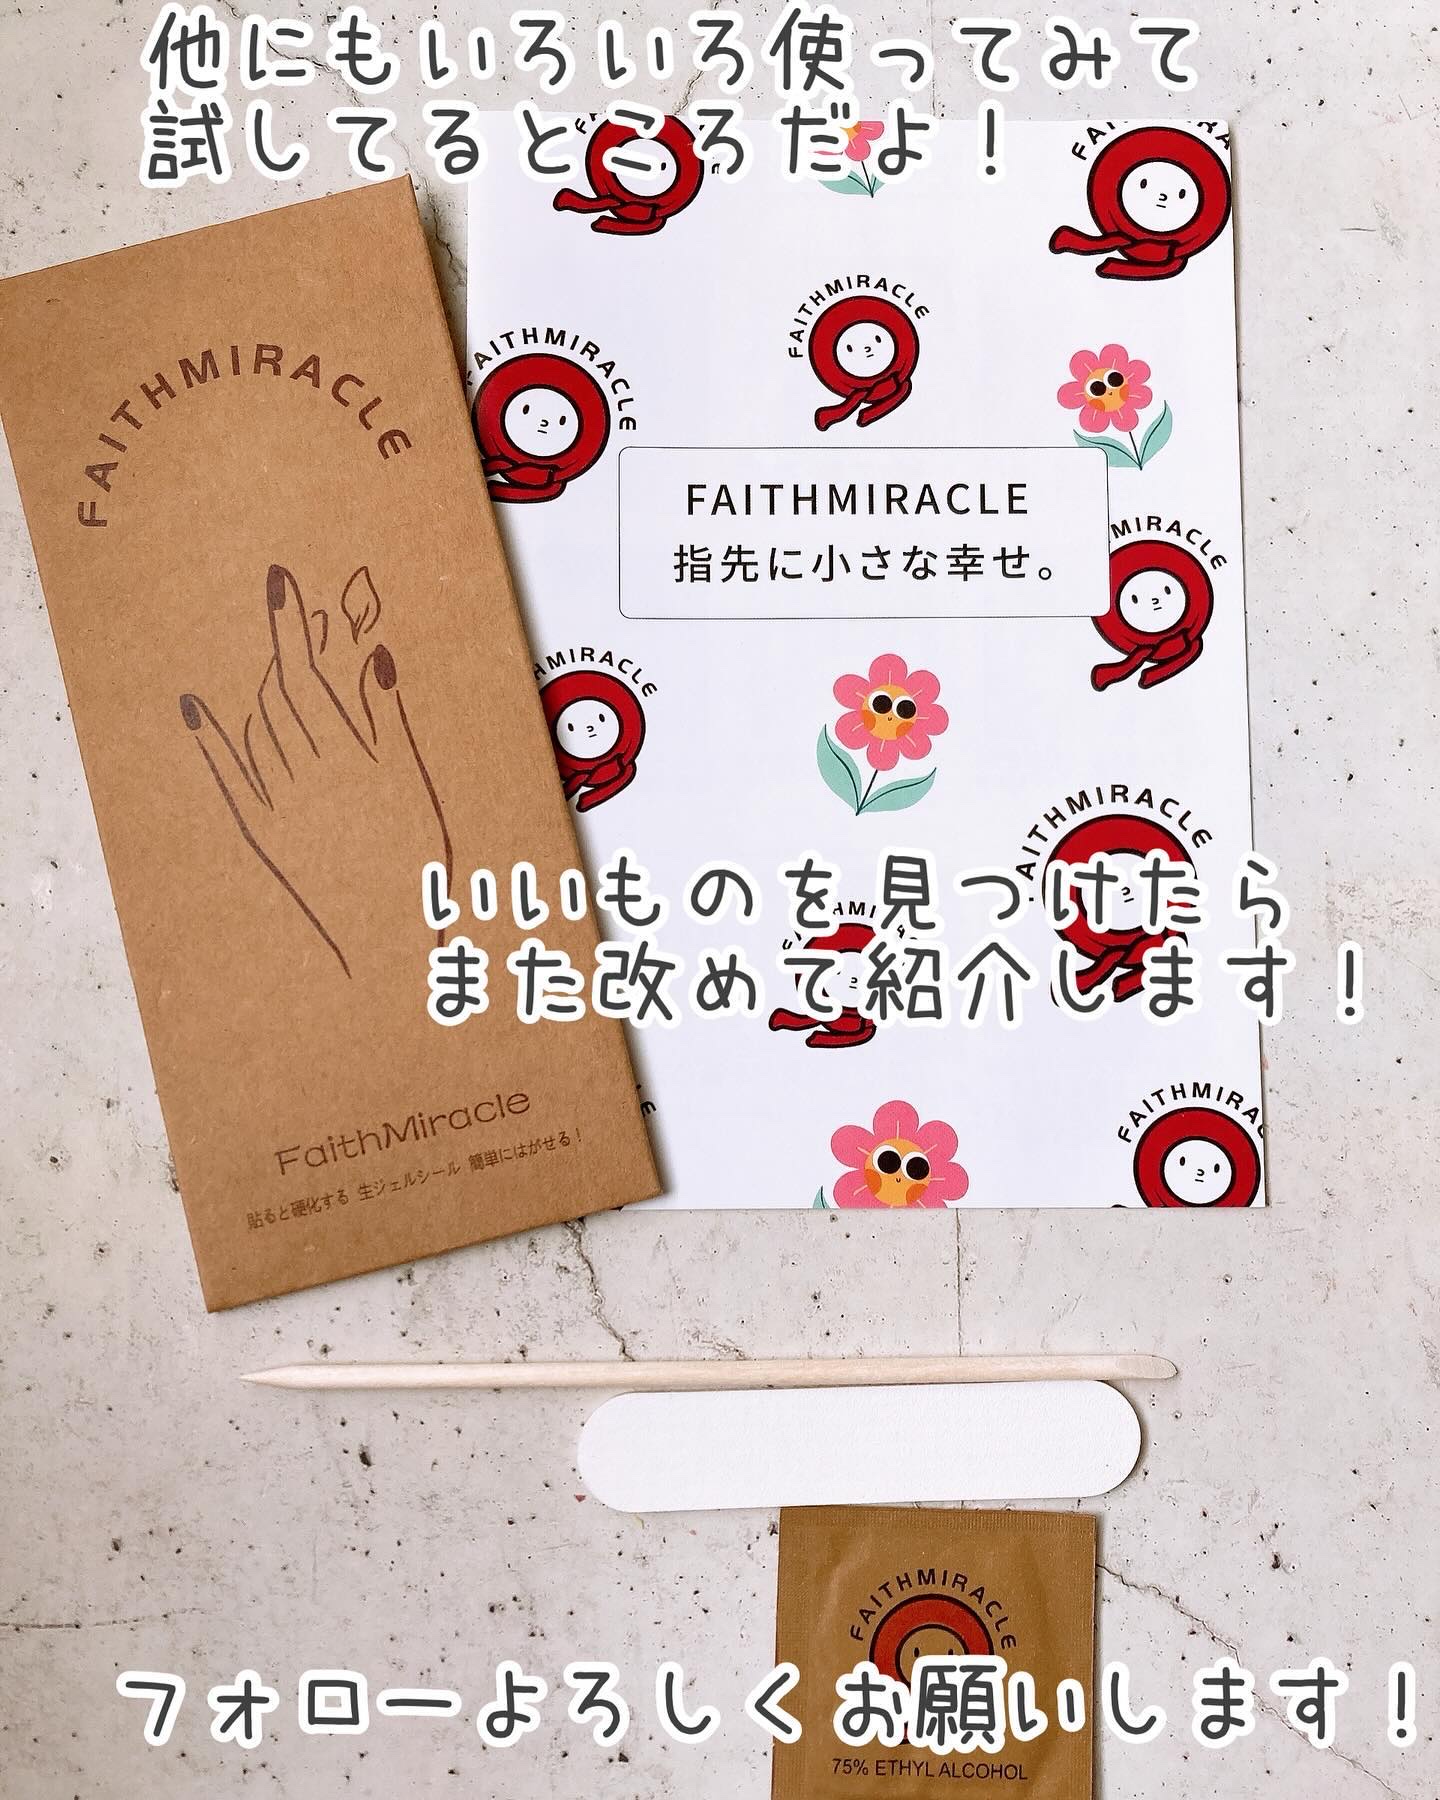 他にもいろいろ使ってみて
試してるところだよ！
FAITHMIRACLE
FAITHMIRACLE
FAITHMIRACLE
FAITHMIRACLE
指先に小さな幸せ。
FAITHMIRACLE
いいものを見つけたら
また改めて紹介します！
FaithMiracle
貼ると硬化する 生ジェルシール 簡単にはがせる！
FAITHMIRACLE
フォローよろしくお願いします！
75% ETHYL ALCOHOL